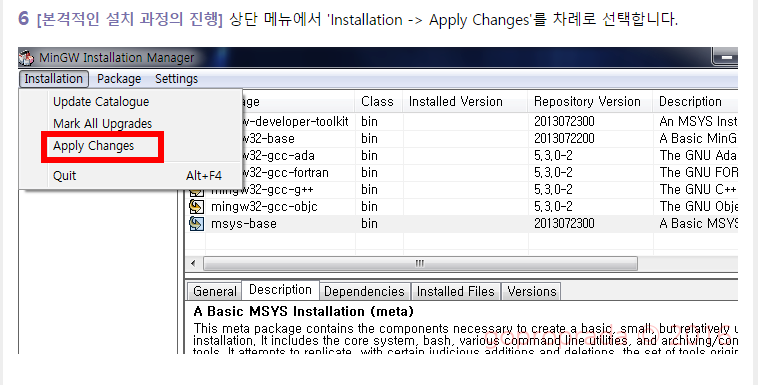 6 [본격적인 설치 과정의 진행] 상단 메뉴에서 'Installation -> Apply Changes'를 차례로 선택합니다.
MinGW Installation Manager
Installation Package Settings
Update Catalogue
Mark All Upgrades
Apply Changes
Quit Alt+F4
Class Installed Version Repository Version Description
-developer-toolkit bin 2013072300 An MSYS Inst
w32-base bin 2013072200 A Basic MinG
mingw32-gcc-ada bin 5,3,0-2 The GNU Ada
mingw32-gcc-fortran bin 5,3,0-2 The GNU FOR
mingw32-gcc-g++ bin 5,3,0-2 The GNU C++
mingw32-gcc-objc bin 5,3,0-2 The GNU Obje
msys-base bin 2013072200 A Basic MSYS
General Description Dependencies Installed Files Versions
A Basic MSYS Installation (meta)
This meta package contains the components necessary to create a basic, small, but relatively u
installation, It includes the core system, bash, various command line utilities, and archiving/con
tools, It attempts to replicate, with certain judicious additions and deletions, the set of tools origin